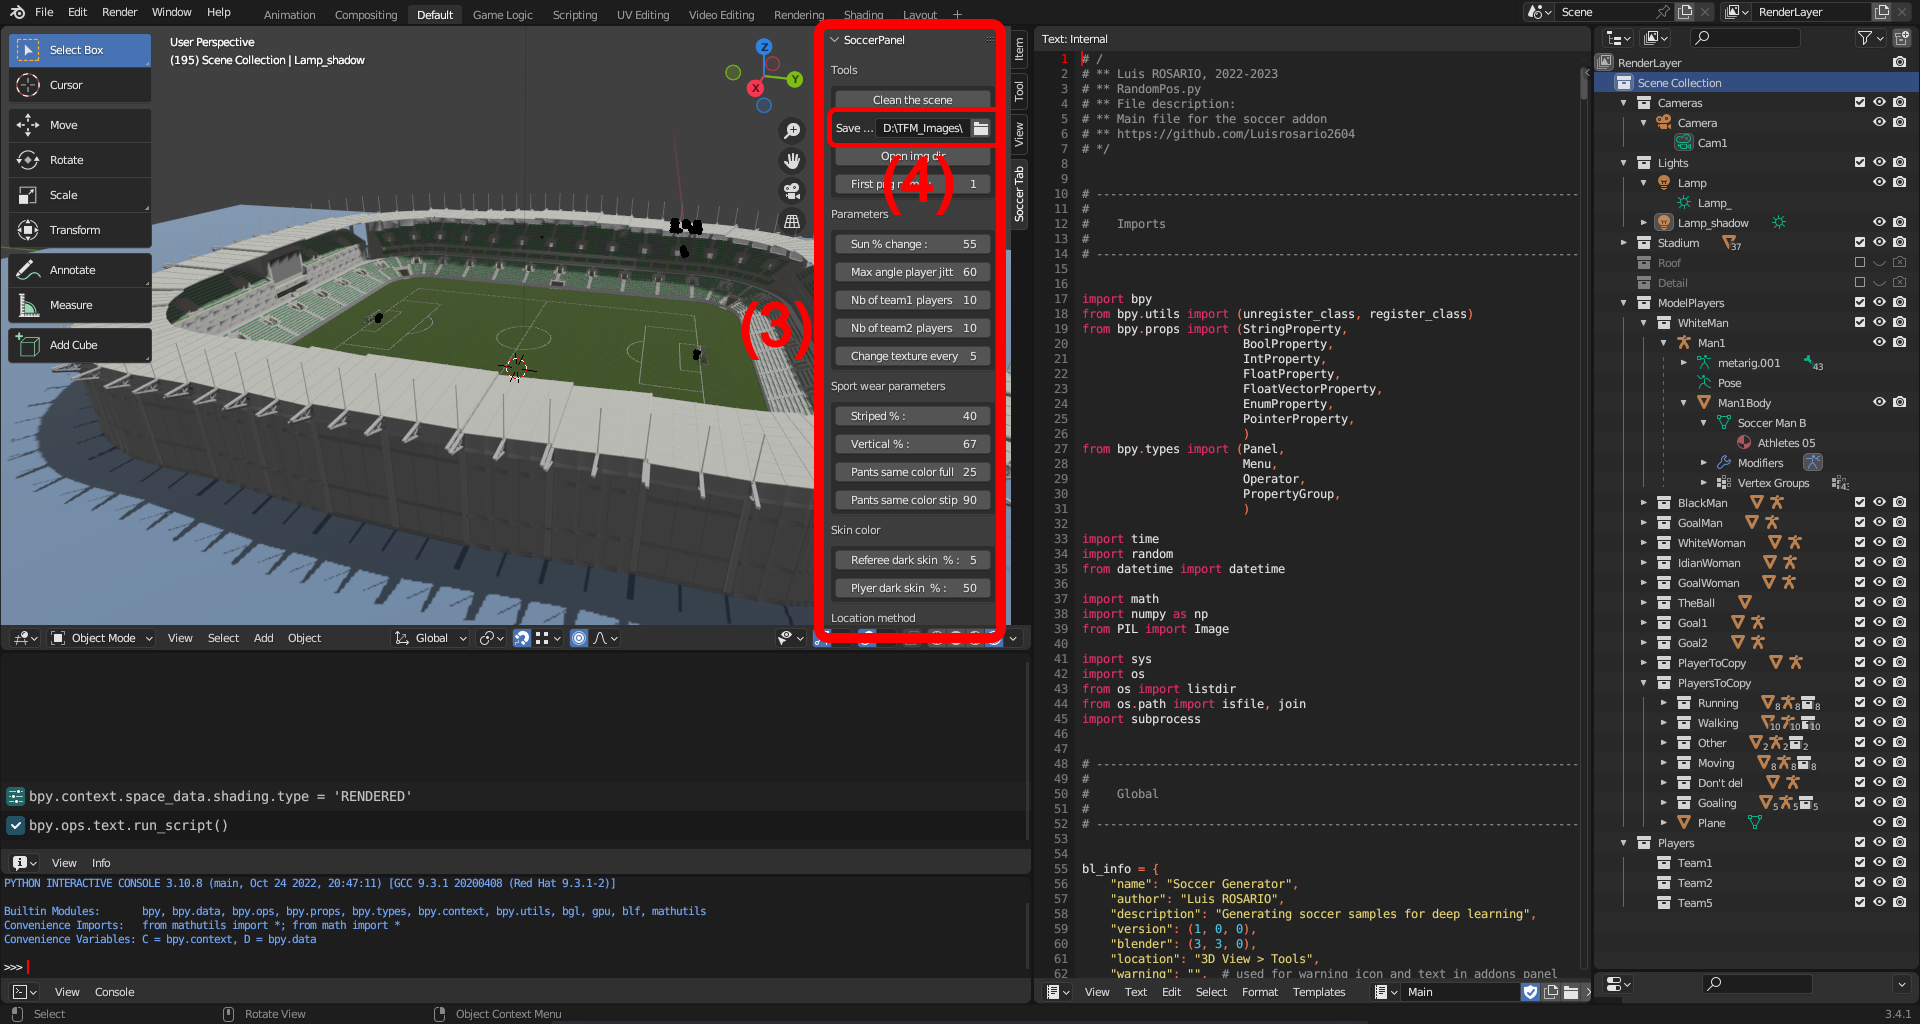 File Edit Render Window Help
Animation Compositing Default Game Logic Scripting UV Editing Video Editing Rendering Shading Layout +
Scene
RenderLayer
Select Box
Cursor
Move
Rotate
Scale
Transform
Annotate
Measure
Add Cube
User Perspective
(195) Scene Collection | Lamp_shadow
Z
Y
X
(3)
SoccerPanel
Tools
Clean the scene
Save ... D:\TFM_Images\
Open img dir
(4)
1
Parameters
Sun % change : 55
Max angle player jitt 60
Nb of team1 players 10
Nb of team2 players 10
Change texture every 5
Sport wear parameters
Striped % : 40
Vertical % : 67
Pants same color full 25
Pants same color stip 90
Skin color
Referee dark skin % : 5
Plyer dark skin % : 50
Location method
Item
Tool
View
Soccer Tab
Object Mode View Select Add Object Global
bpy.context.space_data.shading.type = 'RENDERED'
bpy.ops.text.run_script()
View Info
PYTHON INTERACTIVE CONSOLE 3.10.8 (main, Oct 24 2022, 20:47:11) [GCC 9.3.1 20200408 (Red Hat 9.3.1-2)]
Builtin Modules: bpy, bpy.data, bpy.ops, bpy.props, bpy.types, bpy.context, bpy.utils, bgl, gpu, blf, mathutils
Convenience Imports: from mathutils import *; from math import *
Convenience Variables: C = bpy.context, D = bpy.data
>>>
View Console
Text: Internal
1 # /
2 # ** Luis ROSARIO, 2022-2023
3 # ** RandomPos.py
4 # ** File description:
5 # ** Main file for the soccer addon
6 # ** https://github.com/Luisrosario2604
7 # */
8
9
10 # -------------------------------------------------------
11 #
12 # Imports
13 #
14 # -------------------------------------------------------
15
16
17 import bpy
18 from bpy.utils import (unregister_class, register_class)
19 from bpy.props import (StringProperty,
20 BoolProperty,
21 IntProperty,
22 FloatProperty,
23 FloatVectorProperty,
24 EnumProperty,
25 PointerProperty,
26 )
27 from bpy.types import (Panel,
28 Menu,
29 Operator,
30 PropertyGroup,
31 )
32
33 import time
34 import random
35 from datetime import datetime
36
37 import math
38 import numpy as np
39 from PIL import Image
40
41 import sys
42 import os
43 from os import listdir
44 from os.path import isfile, join
45 import subprocess
46
47
48 # -------------------------------------------------------
49 #
50 # Global
51 #
52 # -------------------------------------------------------
53
54
55 bl_info = {
56 "name": "Soccer Generator",
57 "author": "Luis ROSARIO",
58 "description": "Generating soccer samples for deep learning",
59 "version": (1, 0, 0),
60 "blender": (3, 3, 0),
61 "location": "3D View > Tools",
62 "warning": "", # used for warning icon and text in addons panel
View Text Edit Select Format Templates Main
RenderLayer
Scene Collection
Cameras
Camera
Cam1
Lights
Lamp
Lamp_
Lamp_shadow
Stadium 37
Roof
Detail
ModelPlayers
WhiteMan
Man1
metarig.001 43
Pose
Man1Body
Soccer Man B
Athletes 05
Modifiers
Vertex Groups 43
BlackMan
GoalMan
WhiteWoman
IdianWoman
GoalWoman
TheBall
Goal1
Goal2
PlayerToCopy
PlayersToCopy
Running 8 8 8
Walking 10 10 10
Other 2 2 2
Moving 8 8 8
Don't del
Goaling 5 5 5
Plane
Players
Team1
Team2
Team5
Select Rotate View Object Context Menu 3.4.1